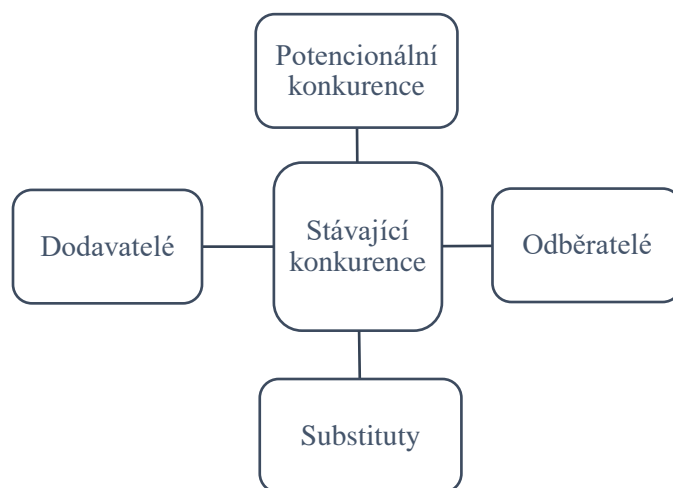 Potencionální
konkurence
Dodavatelé
Stávající
konkurence
Odběratelé
Substituty